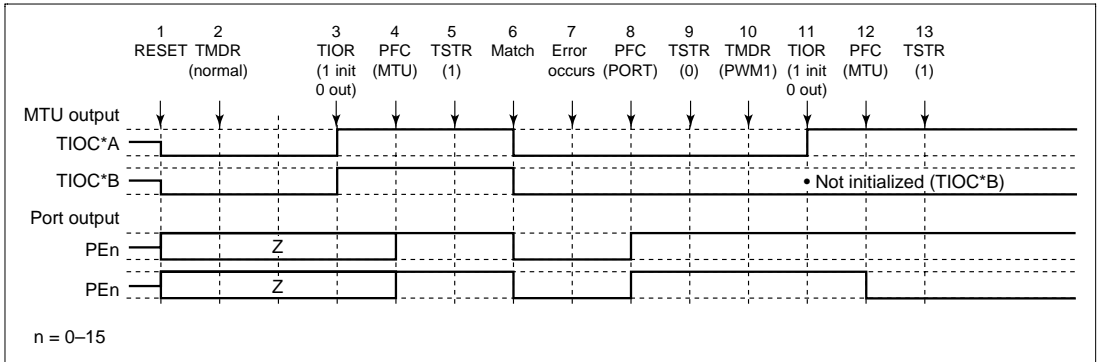 1 2 3 4 5 6 7 8 9 10 11 12 13
RESET TMDR TIOR PFC TSTR Match Error PFC TSTR TMDR TIOR PFC TSTR
(normal) (1 init (MTU) (1) occurs (PORT) (0) (PWM1) (1 init (MTU) (1)
0 out) 0 out)
MTU output
TIOC*A
TIOC*B • Not initialized (TIOC*B)
Port output
PEn Z
PEn Z
n = 0–15